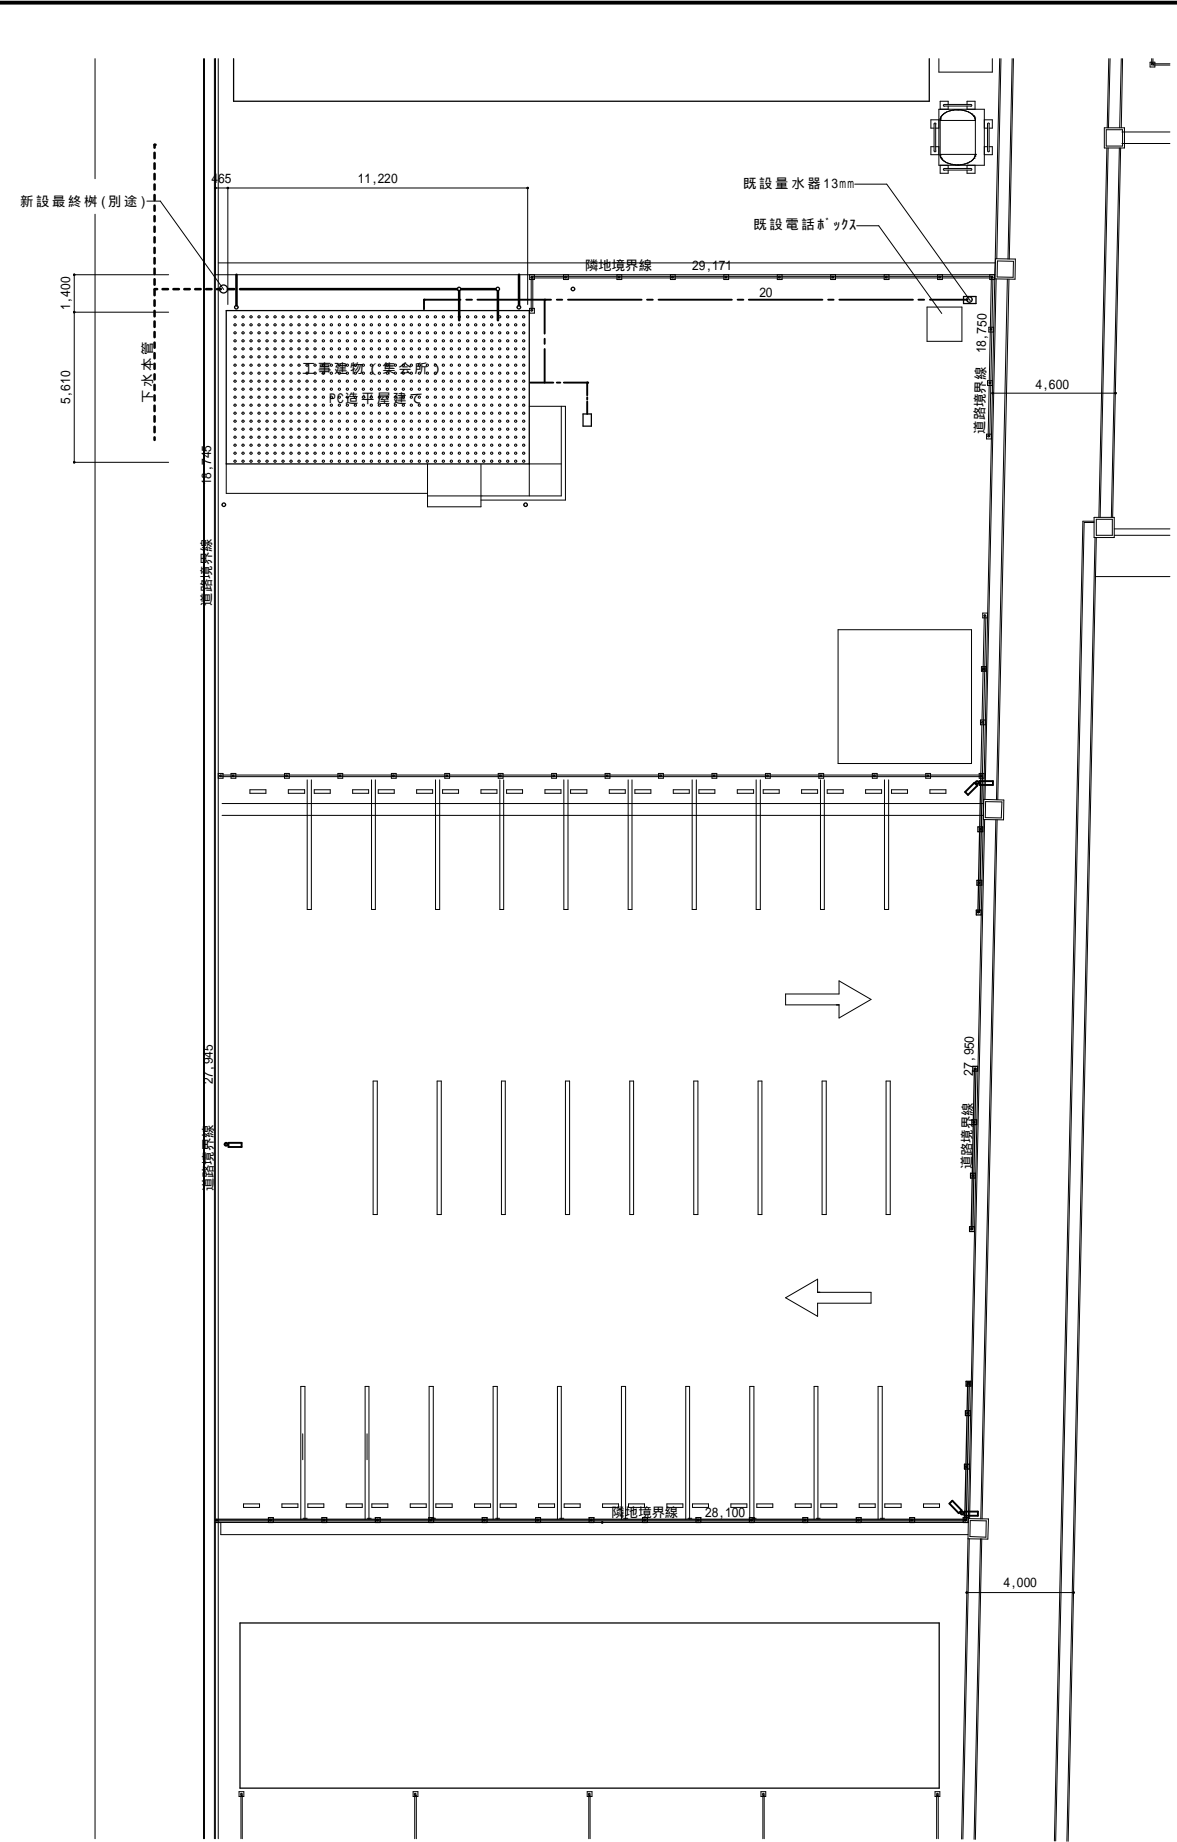 465
11,220
新設最終桝(別途)
既設量水器13mm
既設電話ﾎﾞｯｸｽ
隣地境界線 29,171
20
1,400
5,610
下水本管
工事建物(集会所)
PC造平屋建て
道路境界線 18,750
4,600
道路境界線 18,745
道路境界線 27,945
道路境界線 27,950
隣地境界線 28,100
4,000